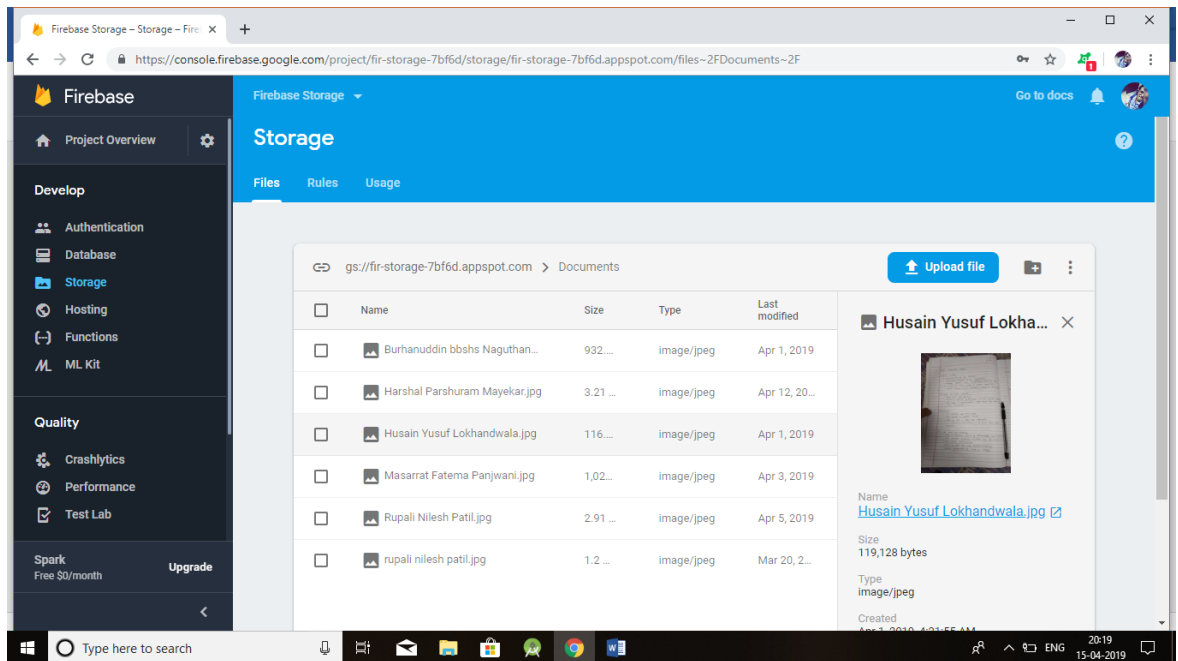 Firebase Storage – Storage – Fire
https://console.firebase.google.com/project/fir-storage-7bf6d/storage/fir-storage-7bf6d.appspot.com/files~2FDocuments~2F
1
Firebase
Firebase Storage
Go to docs
Project Overview
Storage
Files Rules Usage
Develop
Authentication
Database
Storage
Hosting
Functions
ML Kit
Quality
Crashlytics
Performance
Test Lab
Spark
Free $0/month
Upgrade
gs://fir-storage-7bf6d.appspot.com > Documents
Upload file
Name Size Type Last modified
Burhanuddin bbshs Naguthan... 932.... image/jpeg Apr 1, 2019
Harshal Parshuram Mayekar.jpg 3.21 ... image/jpeg Apr 12, 20...
Husain Yusuf Lokhandwala.jpg 116.... image/jpeg Apr 1, 2019
Masarrat Fatema Panjwani.jpg 1,02... image/jpeg Apr 3, 2019
Rupali Nilesh Patil.jpg 2.91 ... image/jpeg Apr 5, 2019
rupali nilesh patil.jpg 1.2 ... image/jpeg Mar 20, 2...
Husain Yusuf Lokha...
Name
Husain Yusuf Lokhandwala.jpg
Size
119,128 bytes
Type
image/jpeg
Created
Apr 1, 2019, 4:21:55 AM
Type here to search
ENG
20:19
15-04-2019